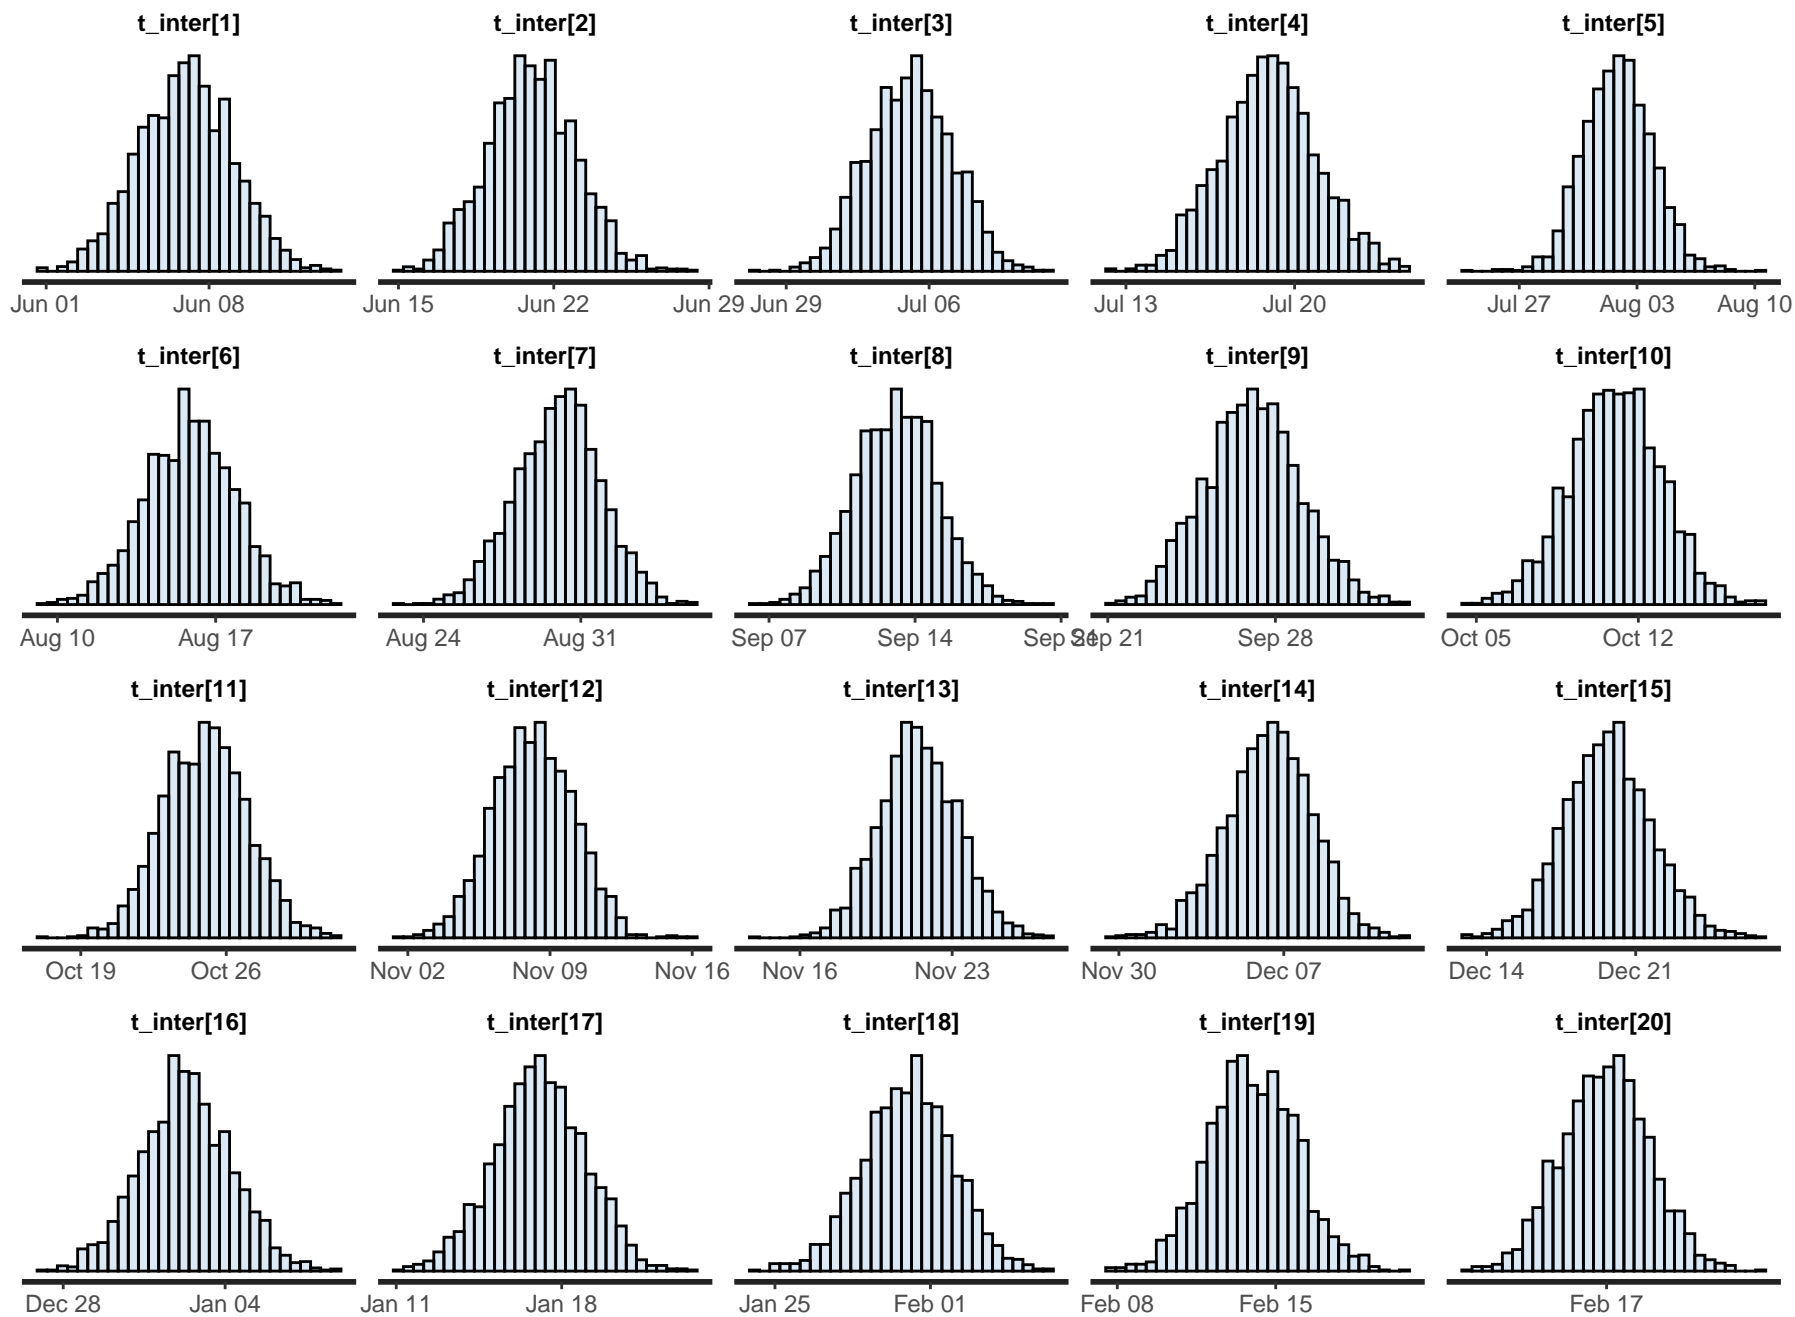 t_inter[1] t_inter[2] t_inter[3] t_inter[4] t_inter[5]
Jun 01 Jun 08 Jun 15 Jun 22 Jun 29 Jun 29 Jul 06 Jul 13 Jul 20 Jul 27 Aug 03 Aug 10
t_inter[6] t_inter[7] t_inter[8] t_inter[9] t_inter[10]
Aug 10 Aug 17 Aug 24 Aug 31 Sep 07 Sep 14 Sep 21 Sep 21 Sep 28 Oct 05 Oct 12
t_inter[11] t_inter[12] t_inter[13] t_inter[14] t_inter[15]
Oct 19 Oct 26 Nov 02 Nov 09 Nov 16 Nov 16 Nov 23 Nov 30 Dec 07 Dec 14 Dec 21
t_inter[16] t_inter[17] t_inter[18] t_inter[19] t_inter[20]
Dec 28 Jan 04 Jan 11 Jan 18 Jan 25 Feb 01 Feb 08 Feb 15 Feb 17